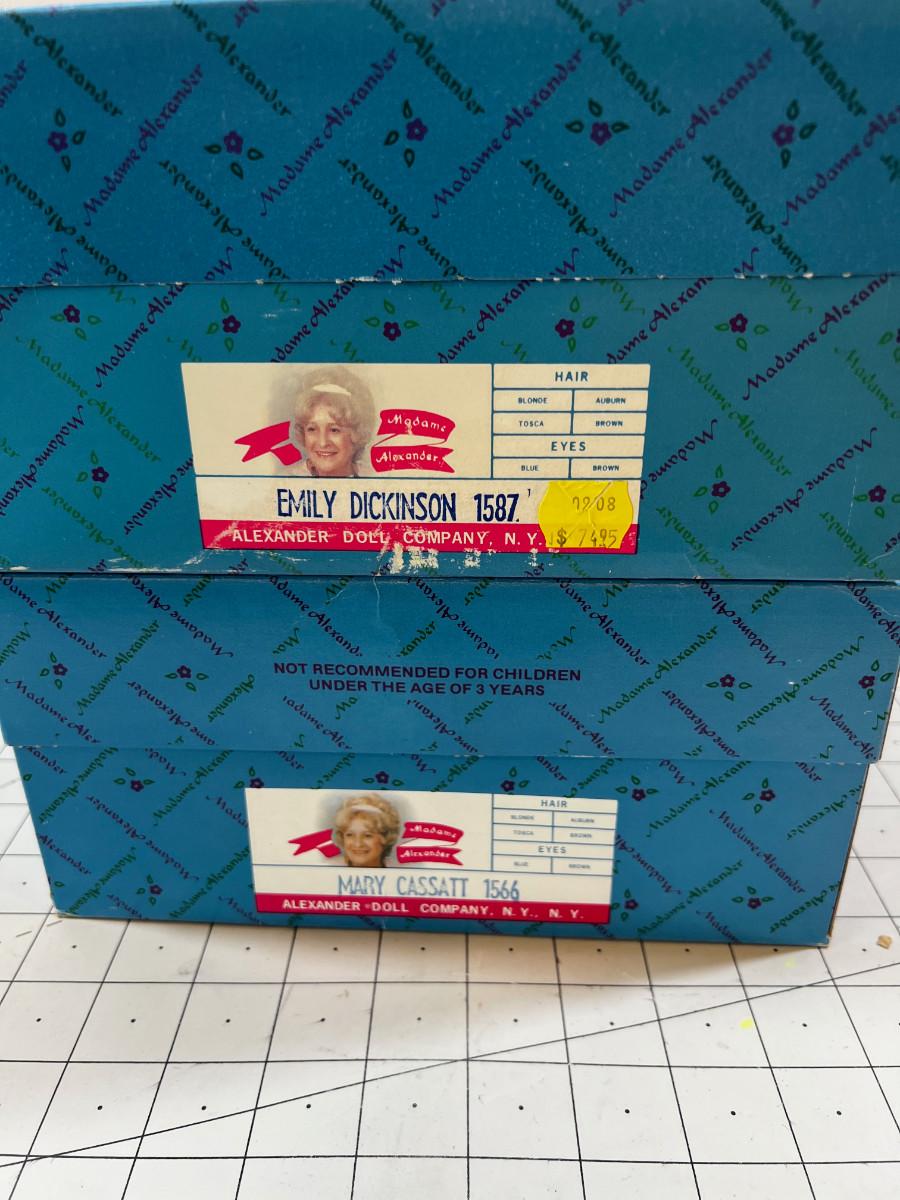 Madame Alexander
HAIR
BLONDE AUBURN
TOSCA BROWN
EYES
BLUE BROWN
Madame
Alexander
EMILY DICKINSON 1587
$ 74.95
ALEXANDER DOLL COMPANY, N.Y.
NOT RECOMMENDED FOR CHILDREN
UNDER THE AGE OF 3 YEARS
HAIR
BLONDE AUBURN
TOSCA BROWN
EYES
BLUE BROWN
Madame
Alexander
MARY CASSATT 1566
ALEXANDER DOLL COMPANY, N.Y., N.Y.